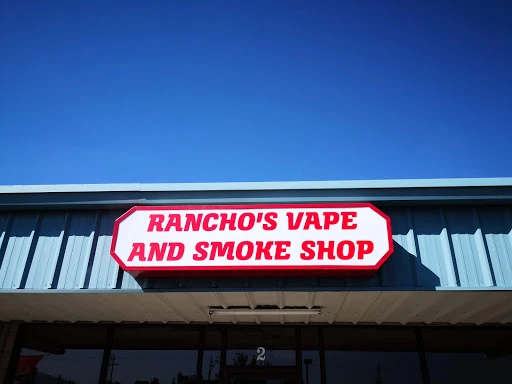 RANCHO'S VAPE
AND SMOKE SHOP
2